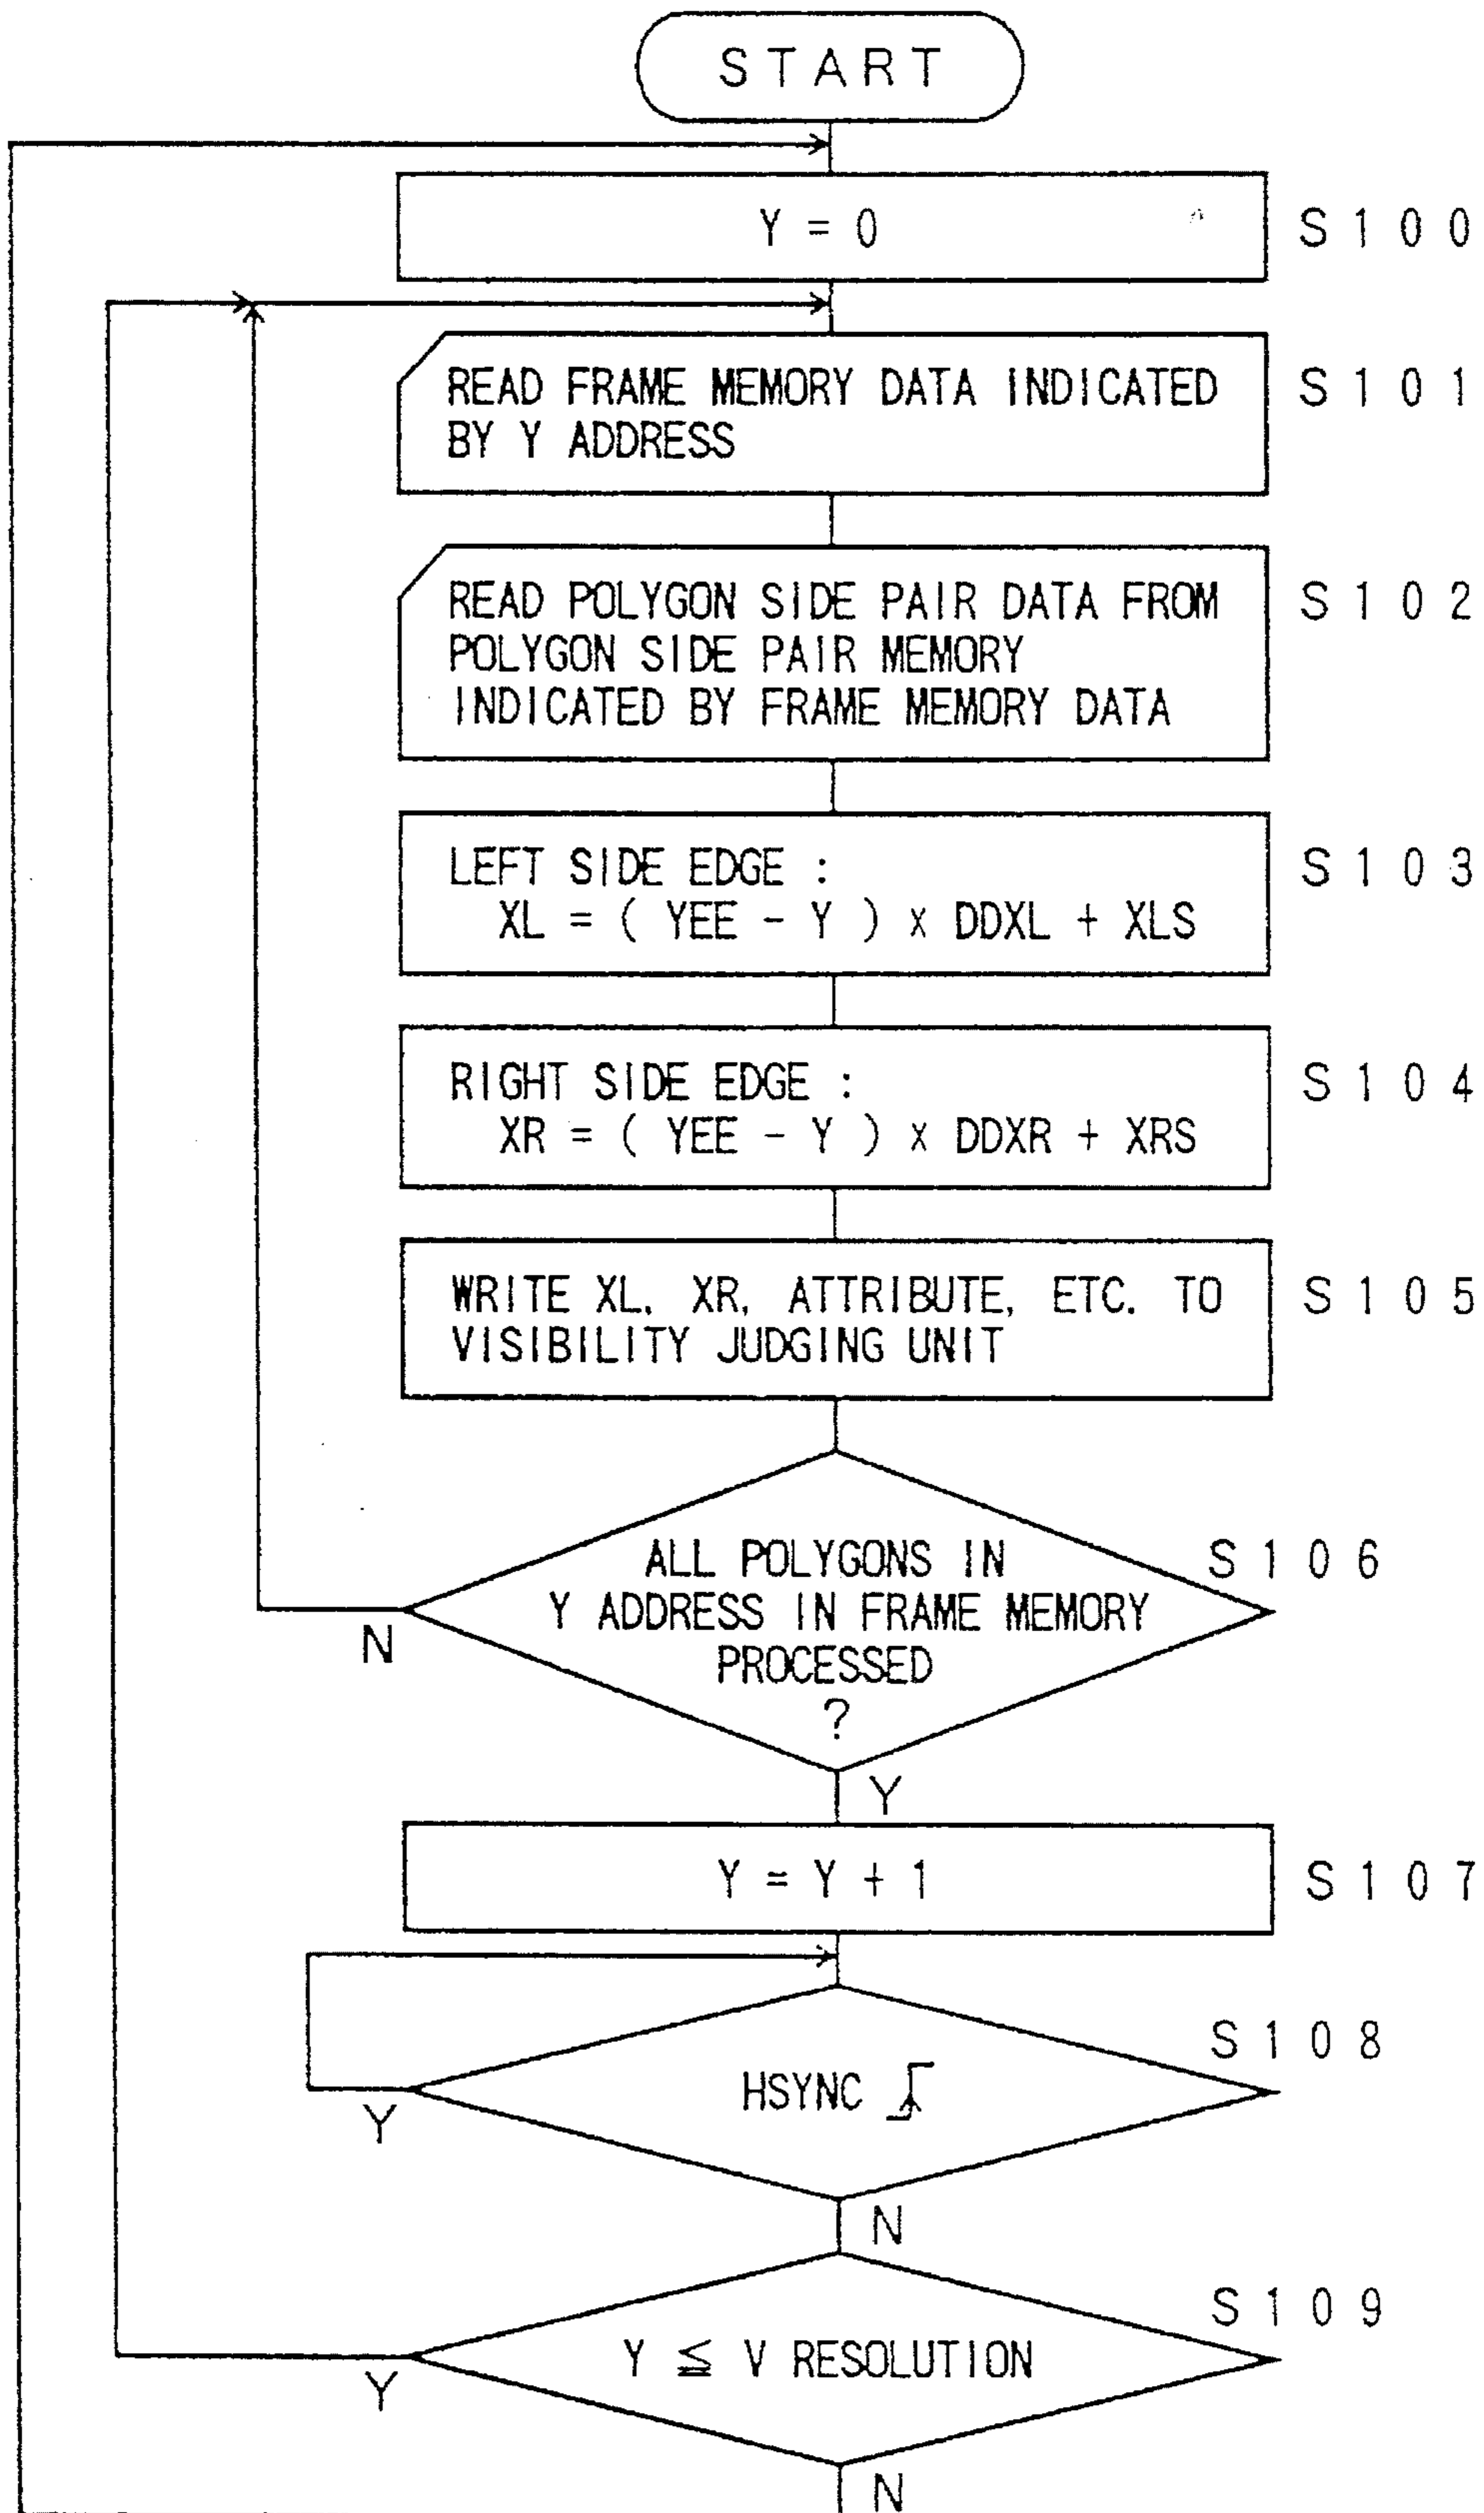 START
Y = 0
S100
READ FRAME MEMORY DATA INDICATED
BY Y ADDRESS
S101
READ POLYGON SIDE PAIR DATA FROM
POLYGON SIDE PAIR MEMORY
INDICATED BY FRAME MEMORY DATA
S102
LEFT SIDE EDGE :
XL = ( YEE - Y ) x DDXL + XLS
S103
RIGHT SIDE EDGE :
XR = ( YEE - Y ) x DDXR + XRS
S104
WRITE XL, XR, ATTRIBUTE, ETC. TO
VISIBILITY JUDGING UNIT
S105
ALL POLYGONS IN
Y ADDRESS IN FRAME MEMORY
PROCESSED
?
S106
N
Y
Y = Y + 1
S107
HSYNC
S108
Y
N
Y ≦ V RESOLUTION
S109
Y
N